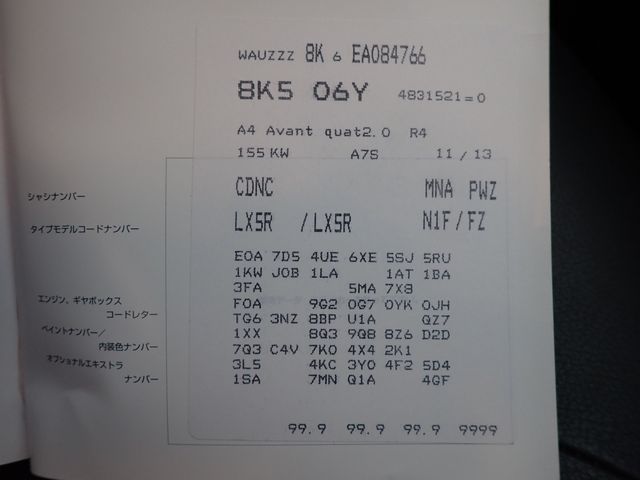 WAUZZZ 8K 6 EA084766
8K5 06Y 4831521=0
A4 Avant quat2.0 R4
155 KW A7S 11 / 13
シャシナンバー
CDNC MNA PWZ
タイプモデルコードナンバー
LX5R / LX5R N1F / FZ
E0A 7D5 4UE 6XE 5SJ 5RU
1KW J0B 1LA 1AT 1BA
3FA 5MA 7X8
エンジン、ギヤボックス
コードレター
F0A 9G2 0G7 0YK 0JH
TG6 3NZ 8BP U1A QZ7
ペイントナンバー/
内装色ナンバー
1XX 8Q3 9Q8 8Z6 D2D
7Q3 C4V 7K0 4X4 2K1
オプショナルエキストラ
ナンバー
3L5 4KC 3Y0 4F2 5D4
1SA 7MN Q1A 4GF
99.9 99.9 99.9 9999